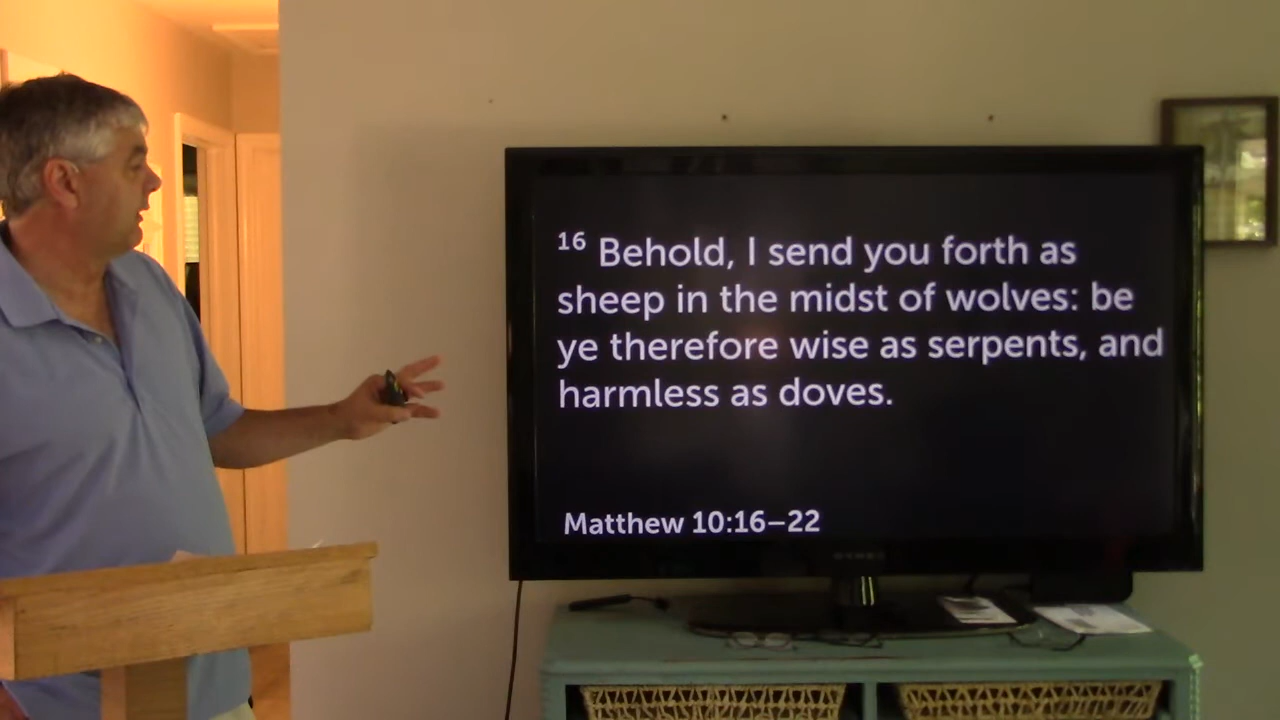 16 Behold, I send you forth as
sheep in the midst of wolves: be
ye therefore wise as serpents, and
harmless as doves.
Matthew 10:16–22